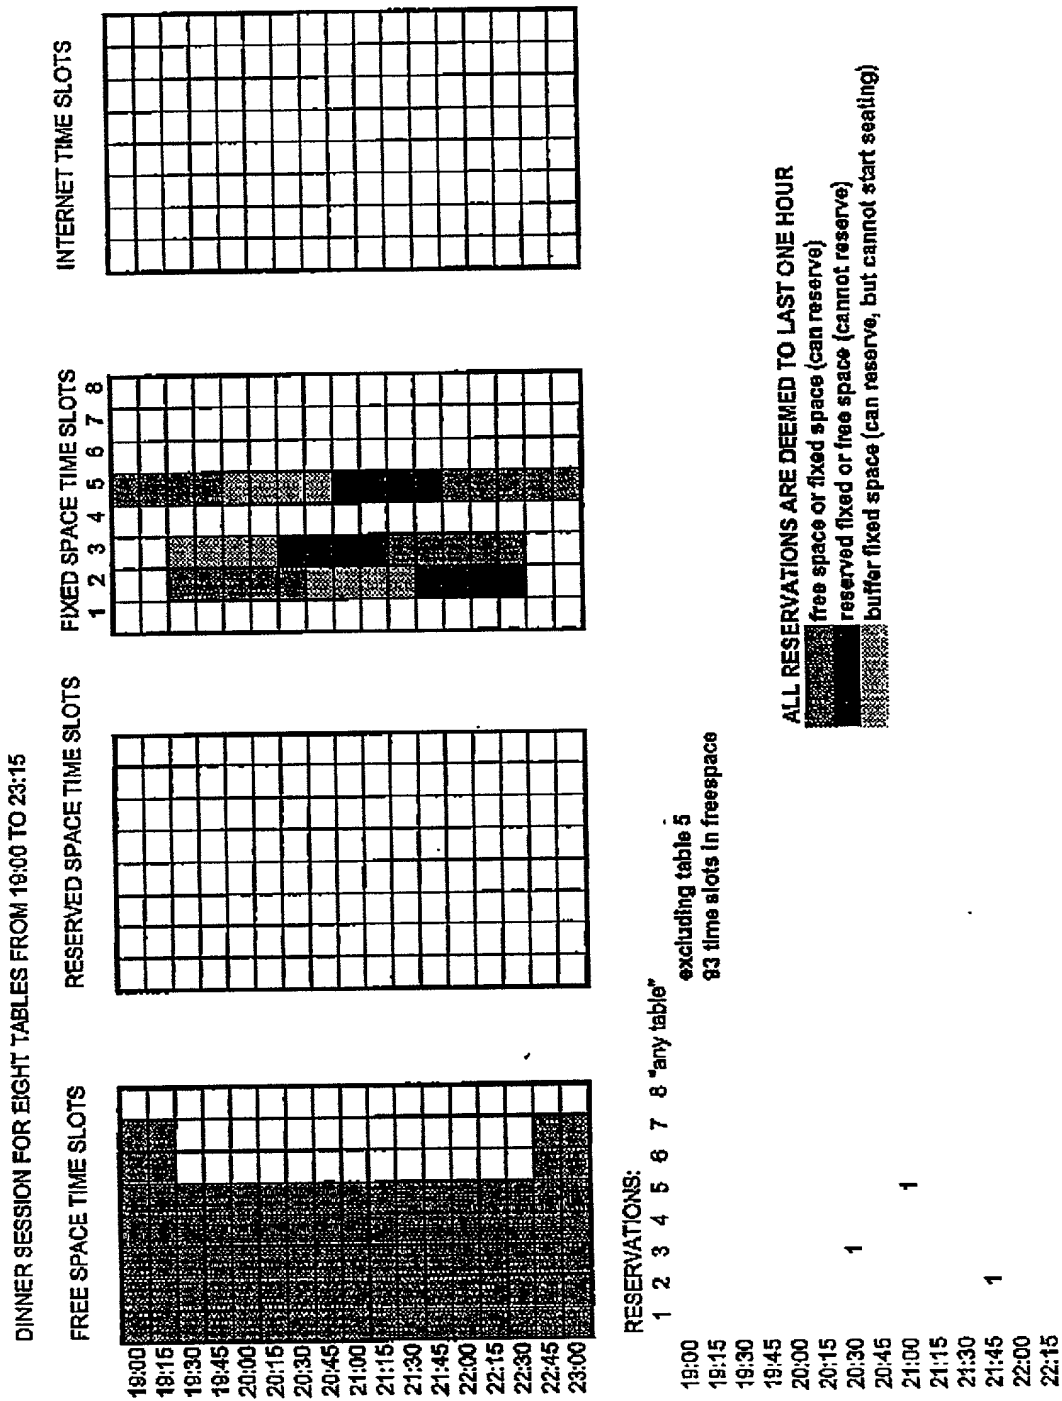 DINNER SESSION FOR EIGHT TABLES FROM 19:00 TO 23:15
FREE SPACE TIME SLOTS
RESERVED SPACE TIME SLOTS
FIXED SPACE TIME SLOTS
INTERNET TIME SLOTS
1 2 3 4 5 6 7 8
19:00
19:15
19:30
19:45
20:00
20:15
20:30
20:45
21:00
21:15
21:30
21:45
22:00
22:15
22:30
22:45
23:00
RESERVATIONS:
1 2 3 4 5 6 7 8 "any table"
19:00
19:15
19:30
19:45
20:00
20:15
20:30 1
20:45
21:00 1
21:15
21:30
21:45 1
22:00
22:15
excluding table 5
93 time slots in freespace
ALL RESERVATIONS ARE DEEMED TO LAST ONE HOUR
free space or fixed space (can reserve)
reserved fixed or free space (cannot reserve)
buffer fixed space (can reserve, but cannot start seating)